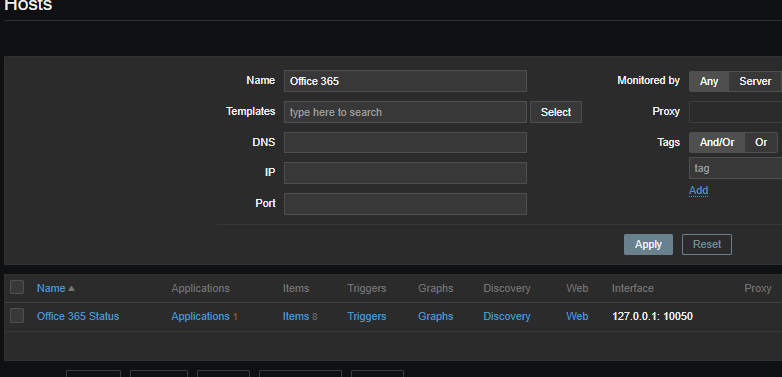 Hosts
Name Office 365 Monitored by Any Server
Templates type here to search Select Proxy
DNS Tags And/Or Or
IP tag
Add
Port
Apply Reset
Name Applications Items Triggers Graphs Discovery Web Interface Proxy
Office 365 Status Applications 1 Items 8 Triggers Graphs Discovery Web 127.0.0.1: 10050